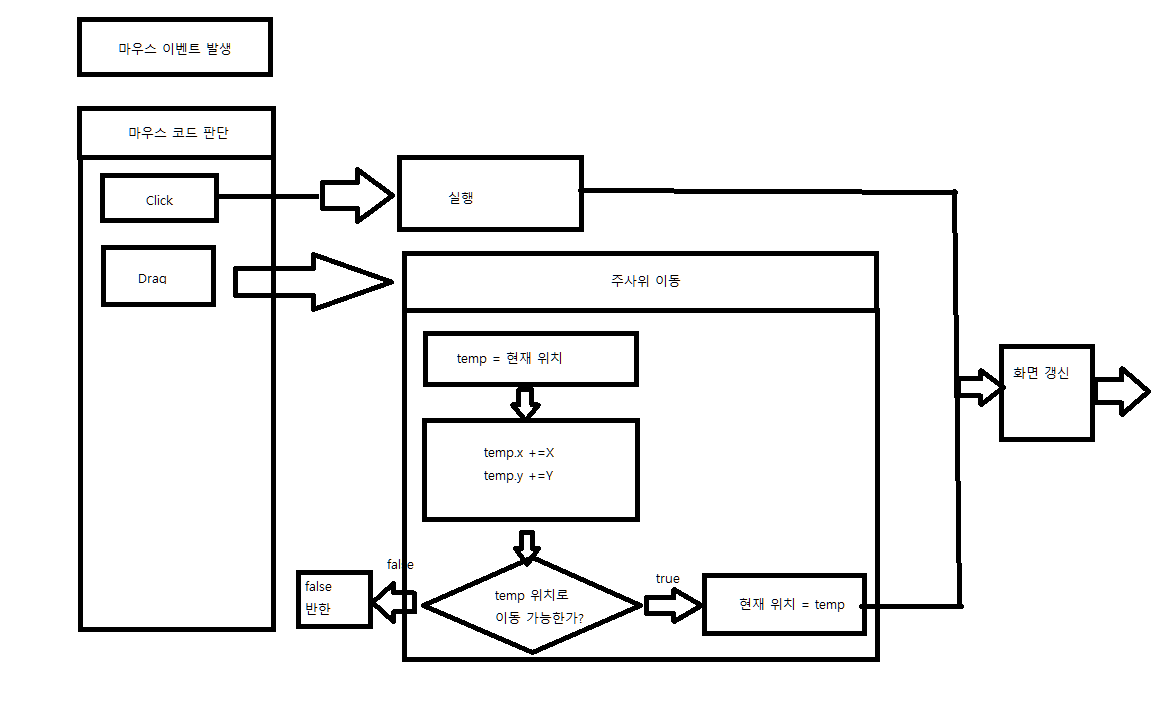 마우스 이벤트 발생
마우스 코드 판단
Click
실행
Drag
주사위 이동
temp = 현재 위치
화면 갱신
temp.x +=X
temp.y +=Y
false
true
false
반한
temp 위치로
이동 가능한가?
현재 위치 = temp